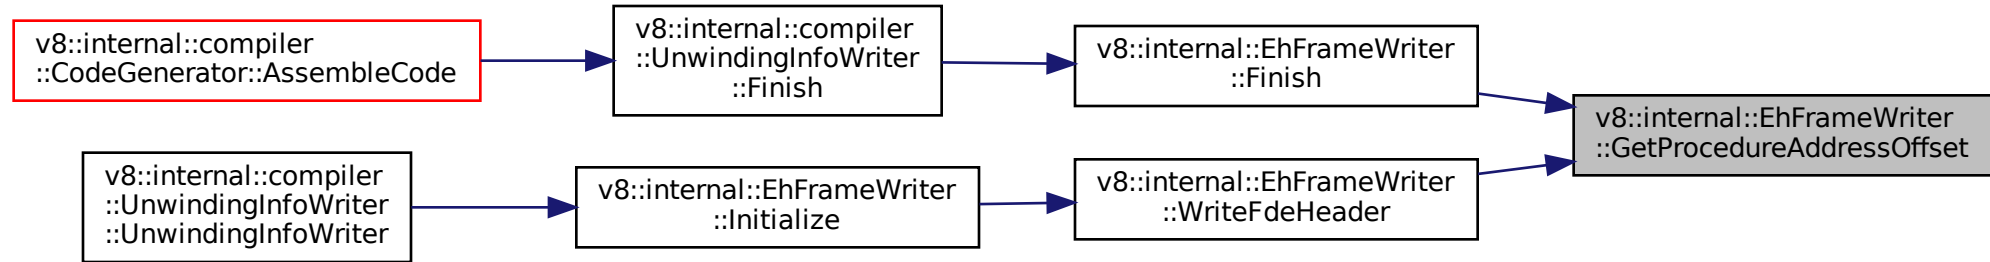 v8::internal::compiler
::CodeGenerator::AssembleCode
v8::internal::compiler
::UnwindingInfoWriter
::Finish
v8::internal::EhFrameWriter
::Finish
v8::internal::EhFrameWriter
::GetProcedureAddressOffset
v8::internal::compiler
::UnwindingInfoWriter
::UnwindingInfoWriter
v8::internal::EhFrameWriter
::Initialize
v8::internal::EhFrameWriter
::WriteFdeHeader